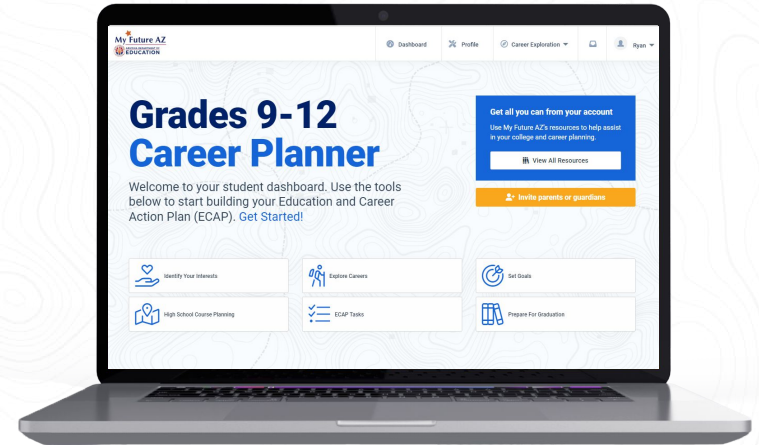 My Future AZ
ARIZONA DEPARTMENT OF
EDUCATION
Dashboard
Profile
Career Exploration
Ryan
Grades 9-12
Career Planner
Welcome to your student dashboard. Use the tools
below to start building your Education and Career
Action Plan (ECAP). Get Started!
Get all you can from your account
Use My Future AZ's resources to help assist
in your college and career planning.
View All Resources
Invite parents or guardians
Identify Your Interests
Explore Careers
Set Goals
High School Course Planning
ECAP Tasks
Prepare For Graduation